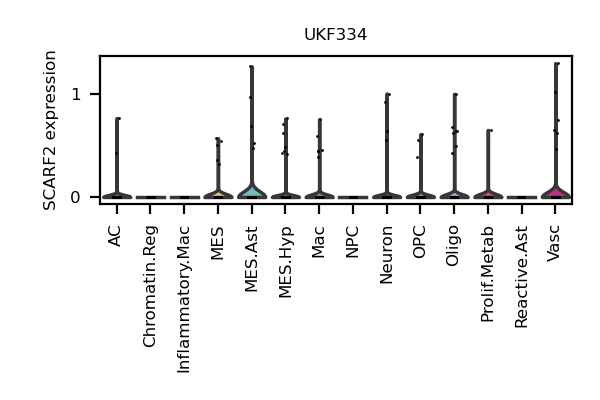 UKF334
SCARF2 expression
1
0
AC
Chromatin.Reg
Inflammatory.Mac
MES
MES.Ast
MES.Hyp
Mac
NPC
Neuron
OPC
Oligo
Prolif.Metab
Reactive.Ast
Vasc